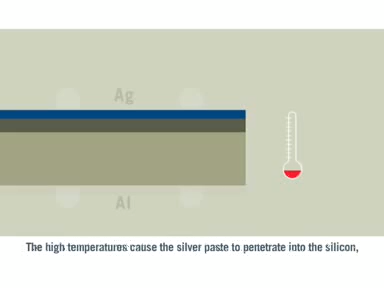 Ag
Al
The high temperatures cause the silver paste to penetrate into the silicon,